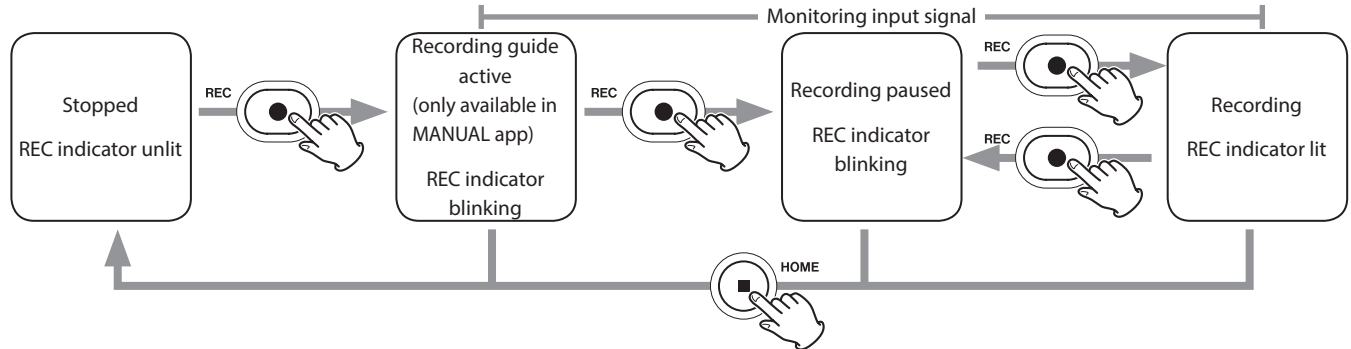 Monitoring input signal
Stopped
REC indicator unlit
REC
Recording guide
active
(only available in
MANUAL app)
REC indicator
blinking
REC
Recording paused
REC indicator
blinking
REC
REC
Recording
REC indicator lit
HOME